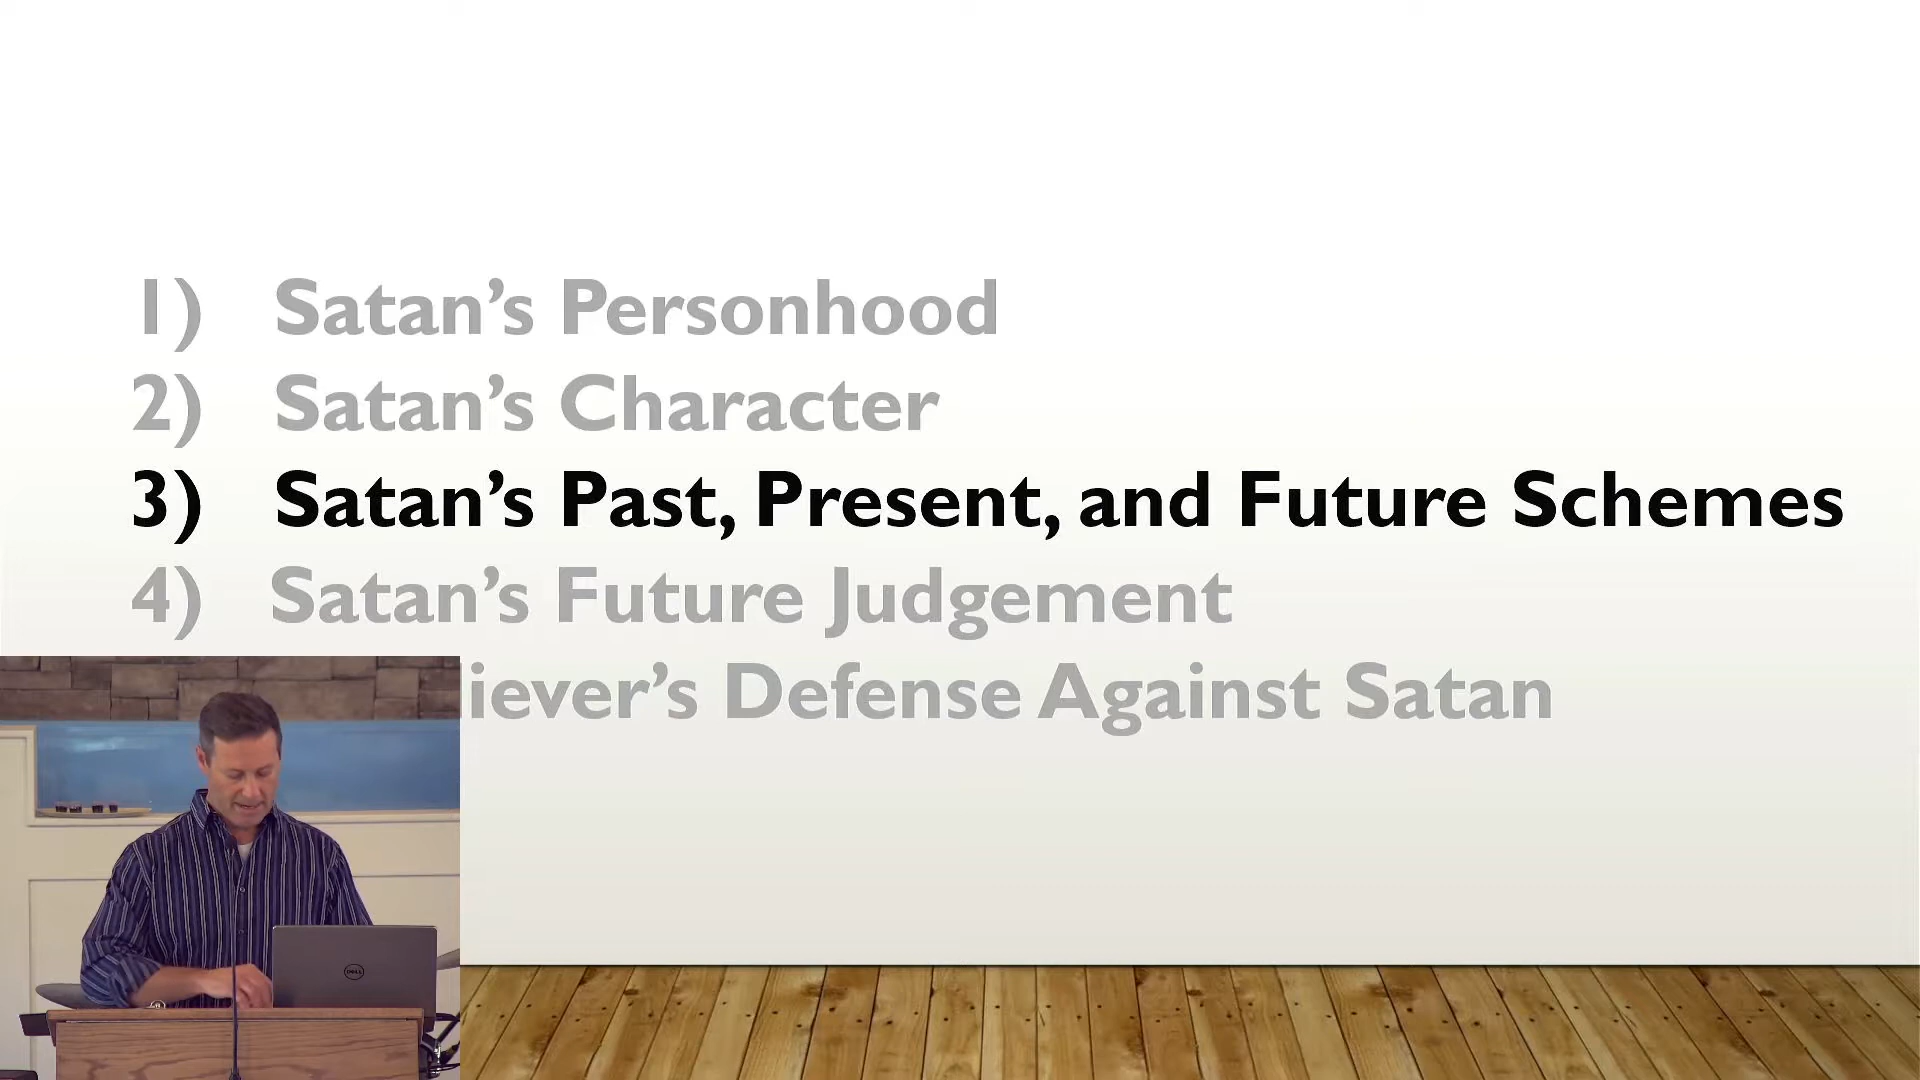 1) Satan’s Personhood
2) Satan’s Character
3) Satan’s Past, Present, and Future Schemes
4) Satan’s Future Judgement
Defense Against Satan
DELL